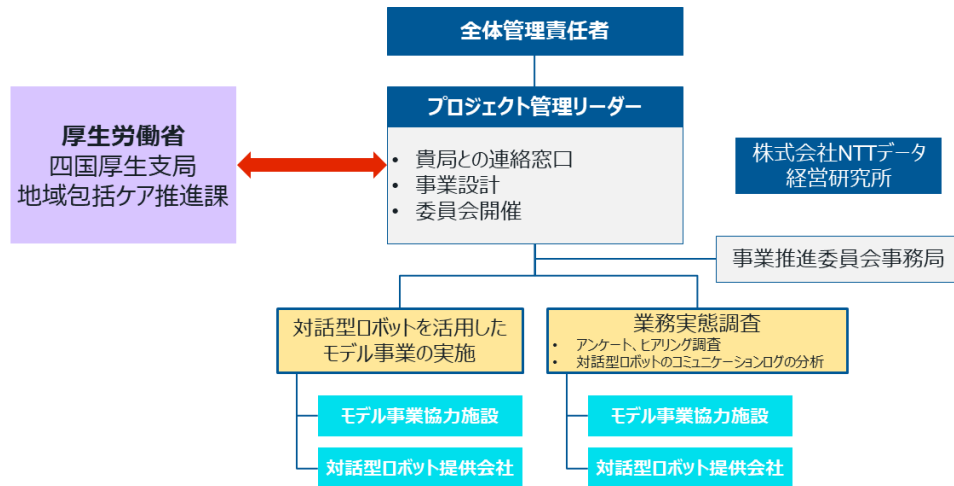 全体管理責任者
プロジェクト管理リーダー
• 貴局との連絡窓口
• 事業設計
• 委員会開催
厚生労働省
四国厚生支局
地域包括ケア推進課
株式会社NTTデータ
経営研究所
事業推進委員会事務局
対話型ロボットを活用した
モデル事業の実施
モデル事業協力施設
対話型ロボット提供会社
業務実態調査
• アンケート、ヒアリング調査
• 対話型ロボットのコミュニケーションログの分析
モデル事業協力施設
対話型ロボット提供会社